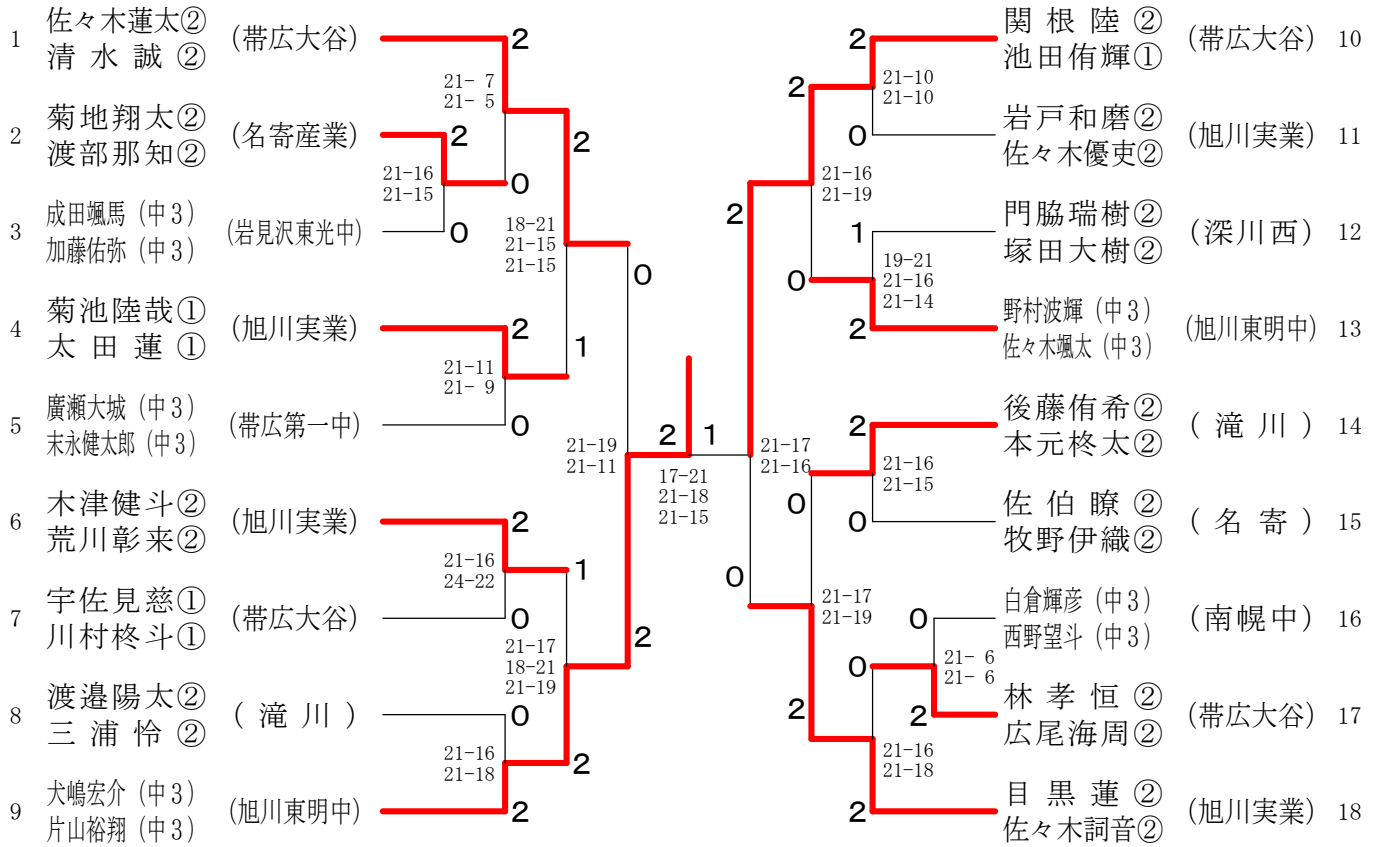 1 佐々木蓮太② (帯広大谷)
清水誠②
2
21- 7
21- 5
2 菊地翔太② (名寄産業)
渡部那知②
2
2
21-16
21-15
0
3 成田颯馬（中３） (岩見沢東光中)
加藤佑弥（中３）
0
18-21
21-15
21-15
0
4 菊池陸哉① (旭川実業)
太田蓮①
2
1
21-11
21- 9
5 廣瀬大城（中３） (帯広第一中)
末永健太郎（中３）
0
21-19
21-11
2 1
17-21
21-18
21-15
6 木津健斗② (旭川実業)
荒川彰来②
2
21-16
24-22
1
7 宇佐見慈① (帯広大谷)
川村柊斗①
0
21-17
18-21
21-19
2
8 渡邉陽太② (滝川)
三浦怜②
0
21-16
21-18
2
9 犬嶋宏介（中３） (旭川東明中)
片山裕翔（中３）
2
関根陸② (帯広大谷) 10
池田侑輝①
2
21-10
21-10
2
岩戸和磨② (旭川実業) 11
佐々木優吏②
0
21-16
21-19
2
門脇瑞樹② (深川西) 12
塚田大樹②
1
19-21
21-16
21-14
0
野村波輝（中３） (旭川東明中) 13
佐々木颯太（中３）
2
後藤侑希② (滝川) 14
本元柊太②
2
21-17
21-16
21-16
21-15
0
佐伯瞭② (名寄) 15
牧野伊織②
0
0
21-17
21-19
白倉輝彦（中３） (南幌中) 16
西野望斗（中３）
0
21- 6
21- 6
0
林孝恒② (帯広大谷) 17
広尾海周②
2
2
21-16
21-18
目黒蓮② (旭川実業) 18
佐々木詞音②
2